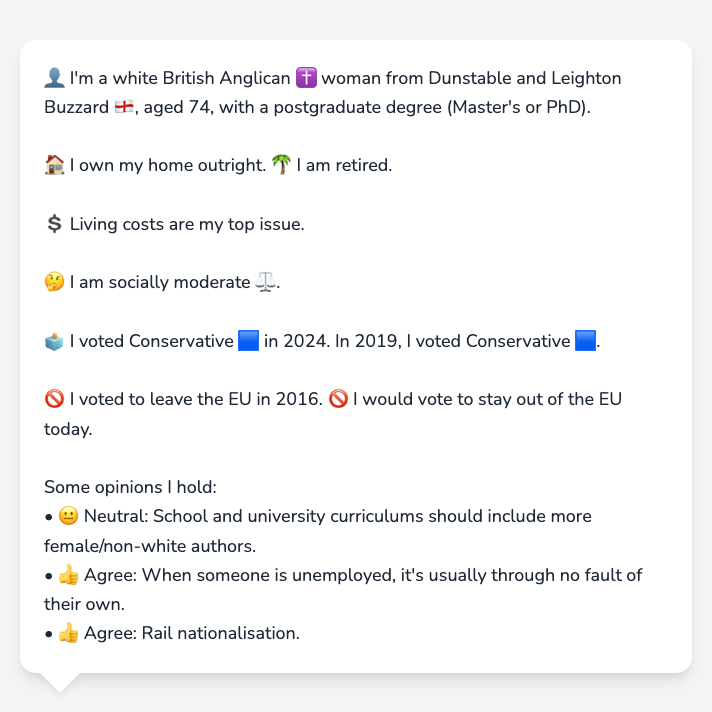 👤 I'm a white British Anglican ✝️ woman from Dunstable and Leighton
Buzzard 🏴󠁧󠁢󠁥󠁮󠁧󠁿, aged 74, with a postgraduate degree (Master's or PhD).
🏠 I own my home outright. 🌴 I am retired.
💲 Living costs are my top issue.
🤔 I am socially moderate ⚖️.
🗳️ I voted Conservative 🟦 in 2024. In 2019, I voted Conservative 🟦.
🚫 I voted to leave the EU in 2016. 🚫 I would vote to stay out of the EU
today.
Some opinions I hold:
• 😐 Neutral: School and university curriculums should include more
female/non-white authors.
• 👍 Agree: When someone is unemployed, it's usually through no fault of
their own.
• 👍 Agree: Rail nationalisation.